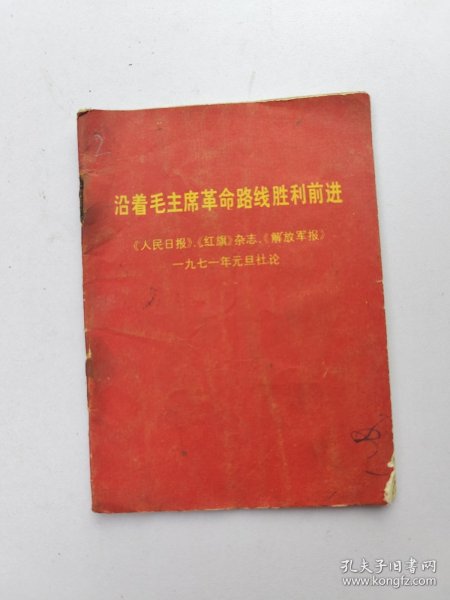 沿着毛主席革命路线胜利前进
《人民日报》、《红旗》杂志、《解放军报》
一九七一年元旦社论
孔夫子旧书网
www.kongfz.com